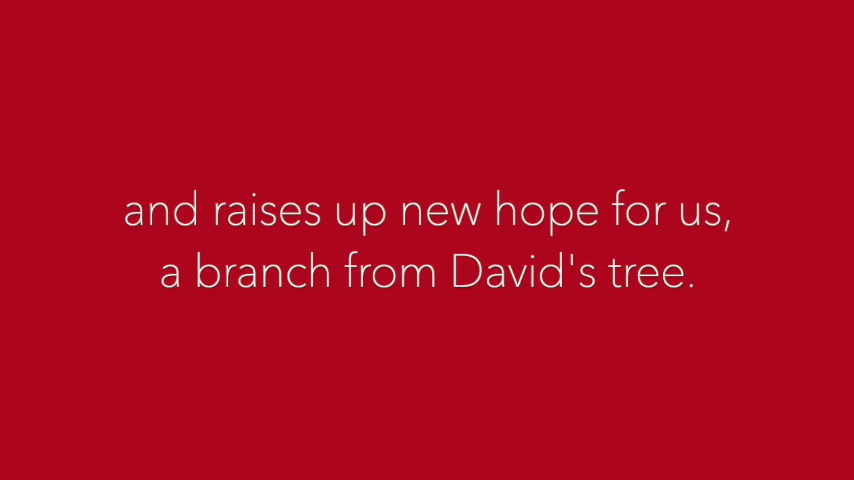 and raises up new hope for us,
a branch from David's tree.